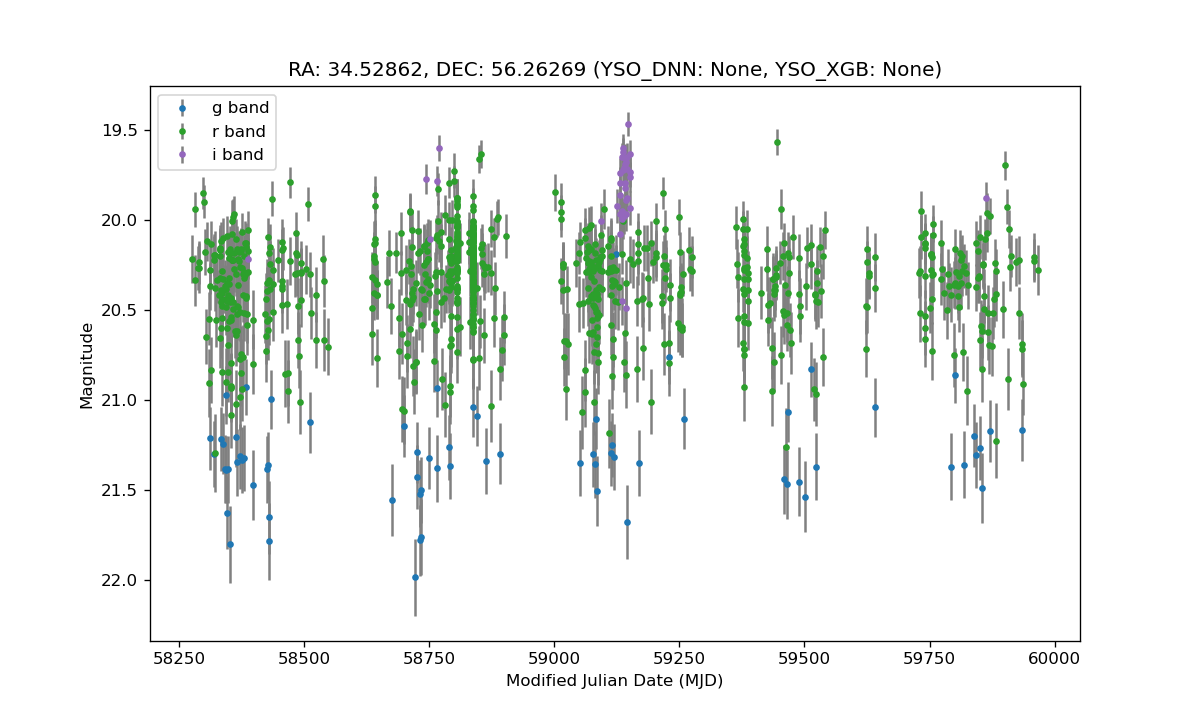 RA: 34.52862, DEC: 56.26269 (YSO_DNN: None, YSO_XGB: None)
g band
r band
i band
19.5
20.0
20.5
21.0
21.5
22.0
Magnitude
58250 58500 58750 59000 59250 59500 59750 60000
Modified Julian Date (MJD)